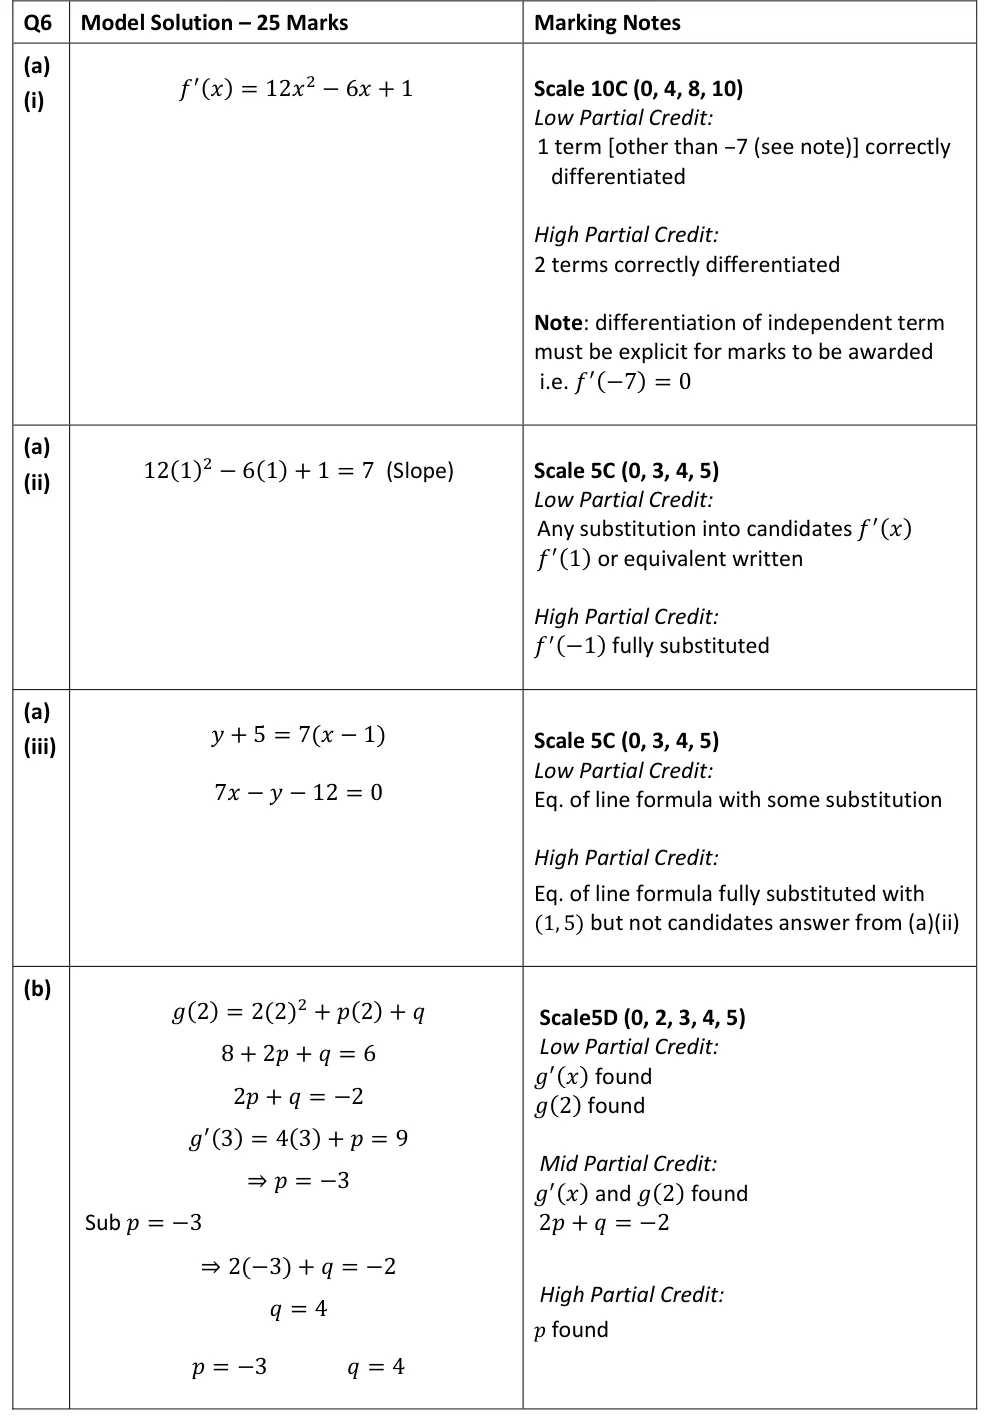 Q6 Model Solution – 25 Marks Marking Notes
(a)
(i)
f′(x) = 12x² − 6x + 1
Scale 10C (0, 4, 8, 10)
Low Partial Credit:
1 term [other than −7 (see note)] correctly
differentiated
High Partial Credit:
2 terms correctly differentiated
Note: differentiation of independent term
must be explicit for marks to be awarded
i.e. f′(−7) = 0
(a)
(ii)
12(1)² − 6(1) + 1 = 7 (Slope)
Scale 5C (0, 3, 4, 5)
Low Partial Credit:
Any substitution into candidates f′(x)
f′(1) or equivalent written
High Partial Credit:
f′(−1) fully substituted
(a)
(iii)
y + 5 = 7(x − 1)
7x − y − 12 = 0
Scale 5C (0, 3, 4, 5)
Low Partial Credit:
Eq. of line formula with some substitution
High Partial Credit:
Eq. of line formula fully substituted with
(1, 5) but not candidates answer from (a)(ii)
(b)
g(2) = 2(2)² + p(2) + q
8 + 2p + q = 6
2p + q = −2
g′(3) = 4(3) + p = 9
⇒ p = −3
Sub p = −3
⇒ 2(−3) + q = −2
q = 4
p = −3 q = 4
Scale5D (0, 2, 3, 4, 5)
Low Partial Credit:
g′(x) found
g(2) found
Mid Partial Credit:
g′(x) and g(2) found
2p + q = −2
High Partial Credit:
p found